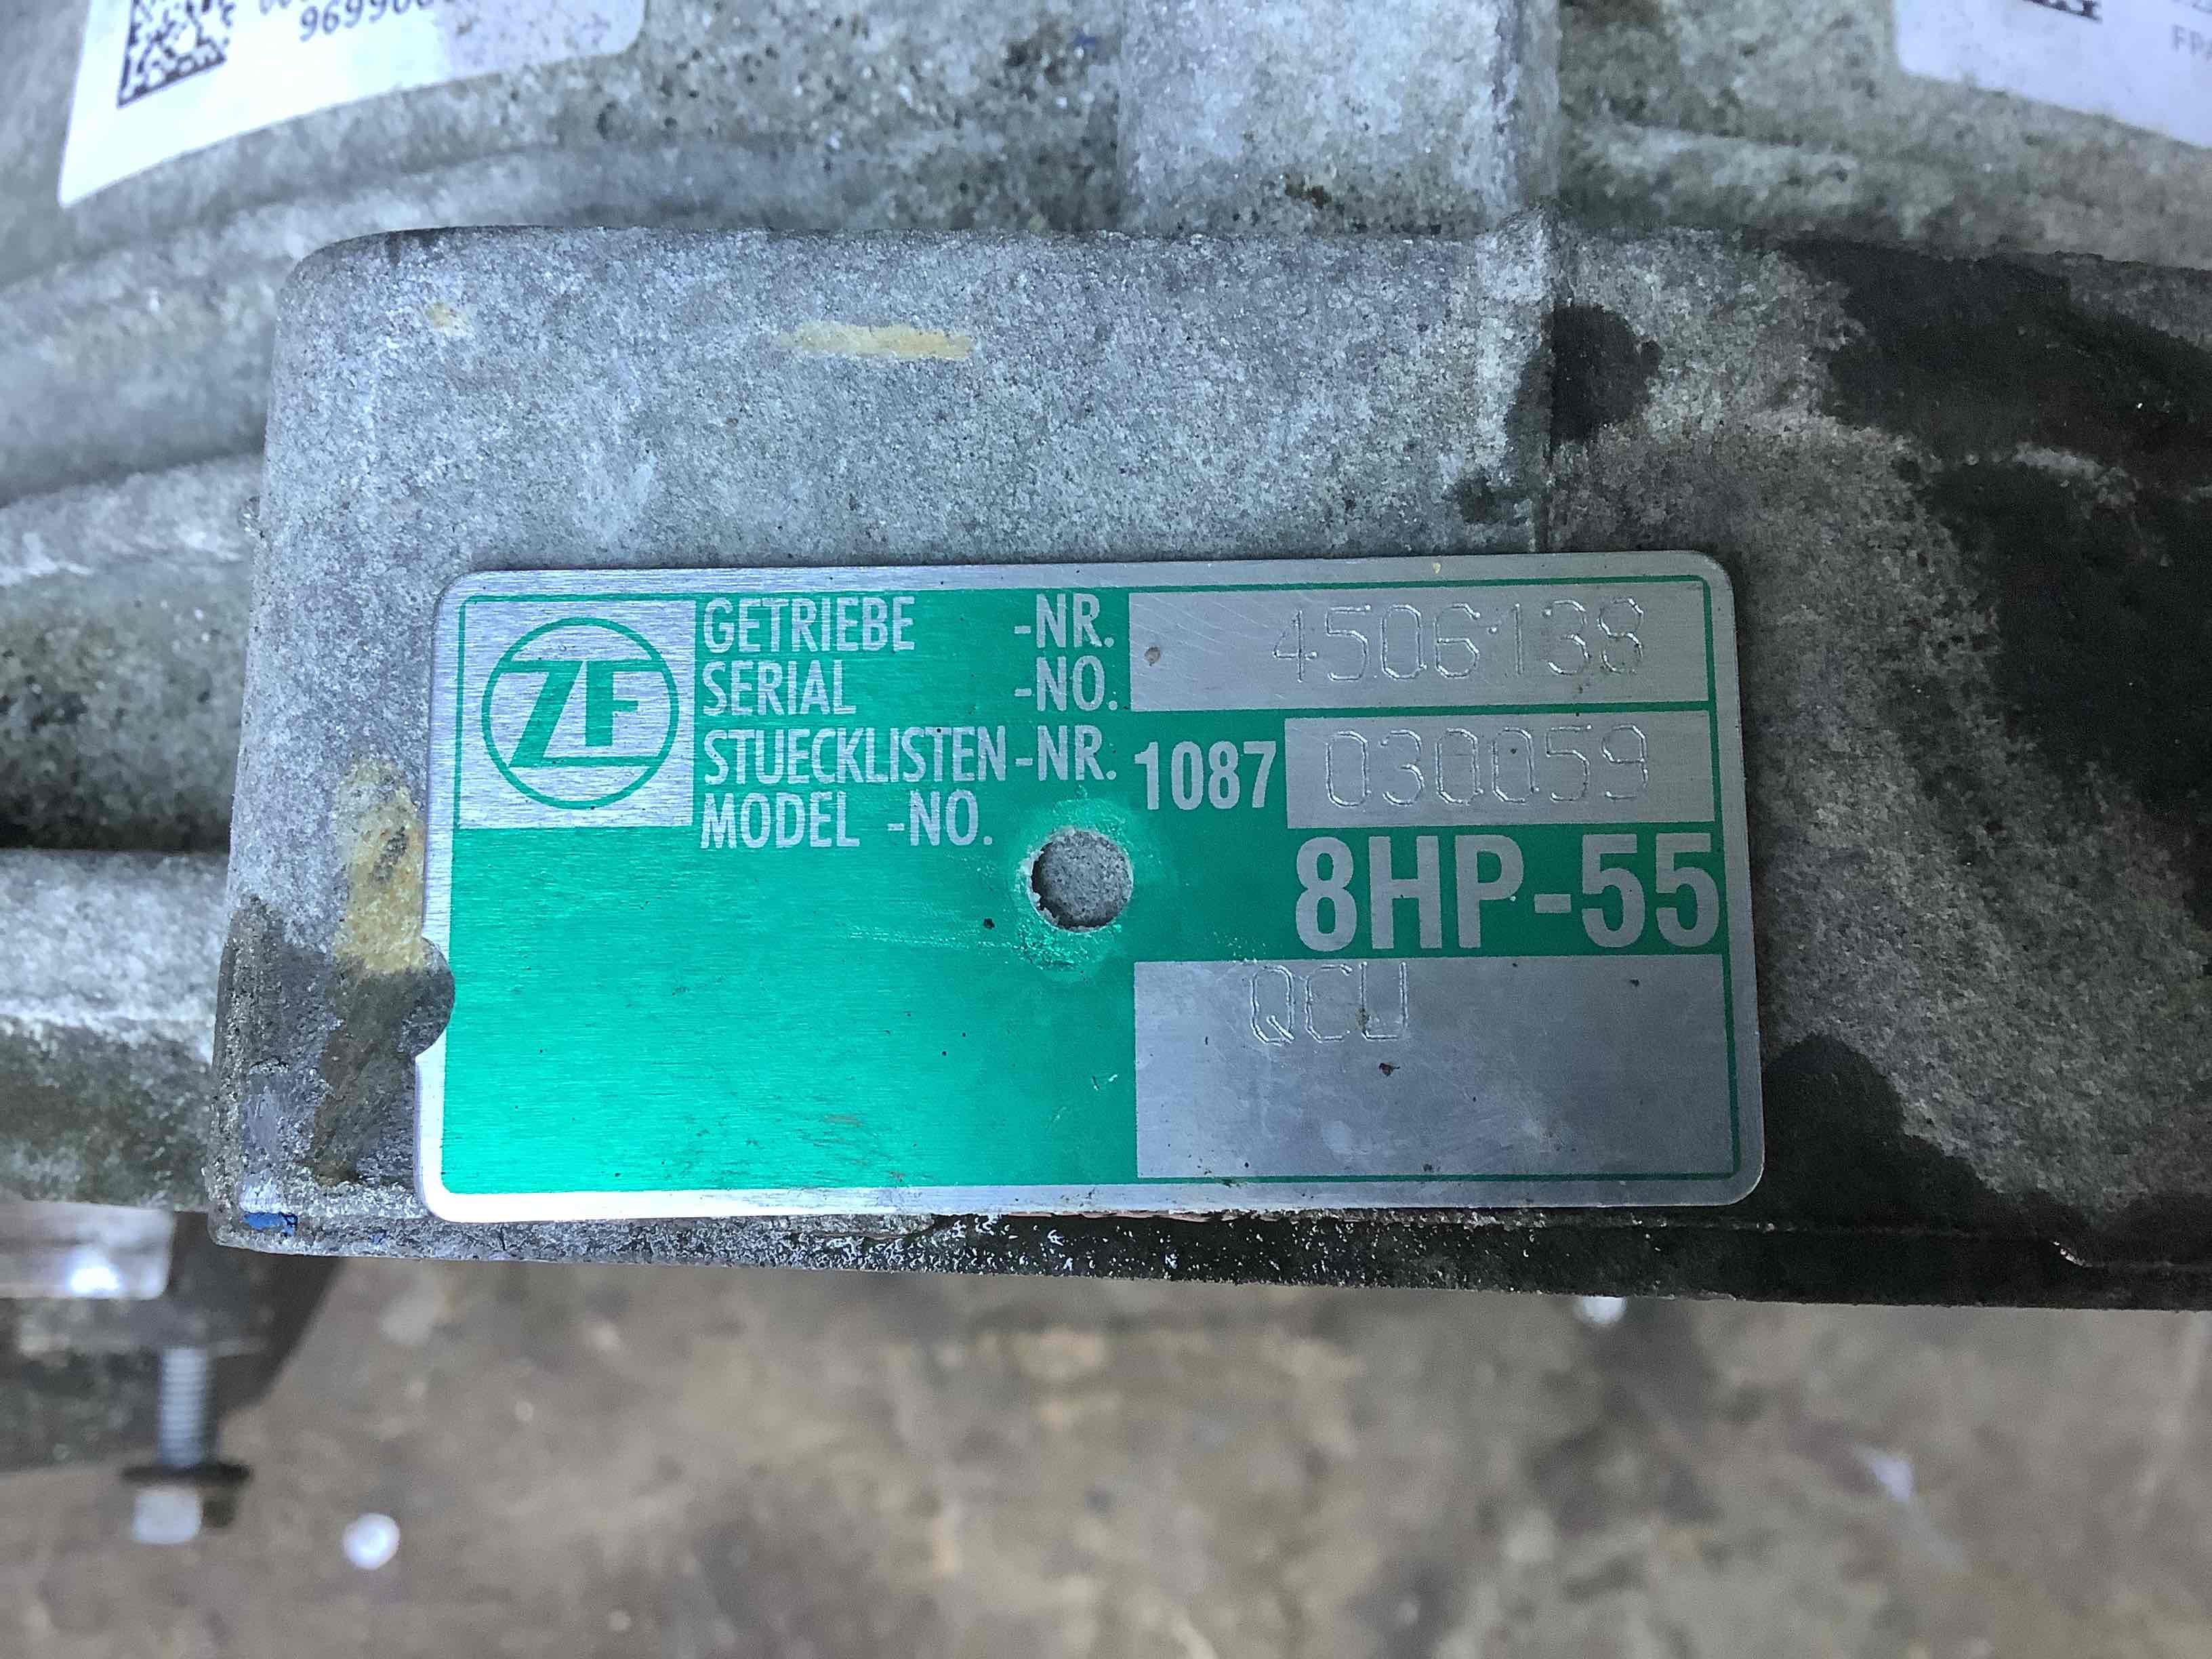 ZF
GETRIEBE -NR.
SERIAL -NO. 4506138
STUECKLISTEN-NR.
MODEL -NO. 1087 030059
8HP-55
QCU